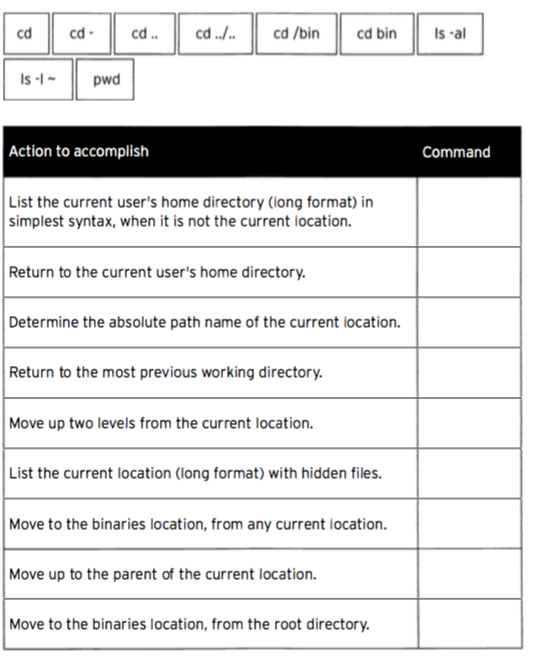 cd cd - cd .. cd ../.. cd /bin cd bin ls -al
ls -l ~ pwd
Action to accomplish Command
List the current user's home directory (long format) in
simplest syntax, when it is not the current location.
Return to the current user's home directory.
Determine the absolute path name of the current location.
Return to the most previous working directory.
Move up two levels from the current location.
List the current location (long format) with hidden files.
Move to the binaries location, from any current location.
Move up to the parent of the current location.
Move to the binaries location, from the root directory.